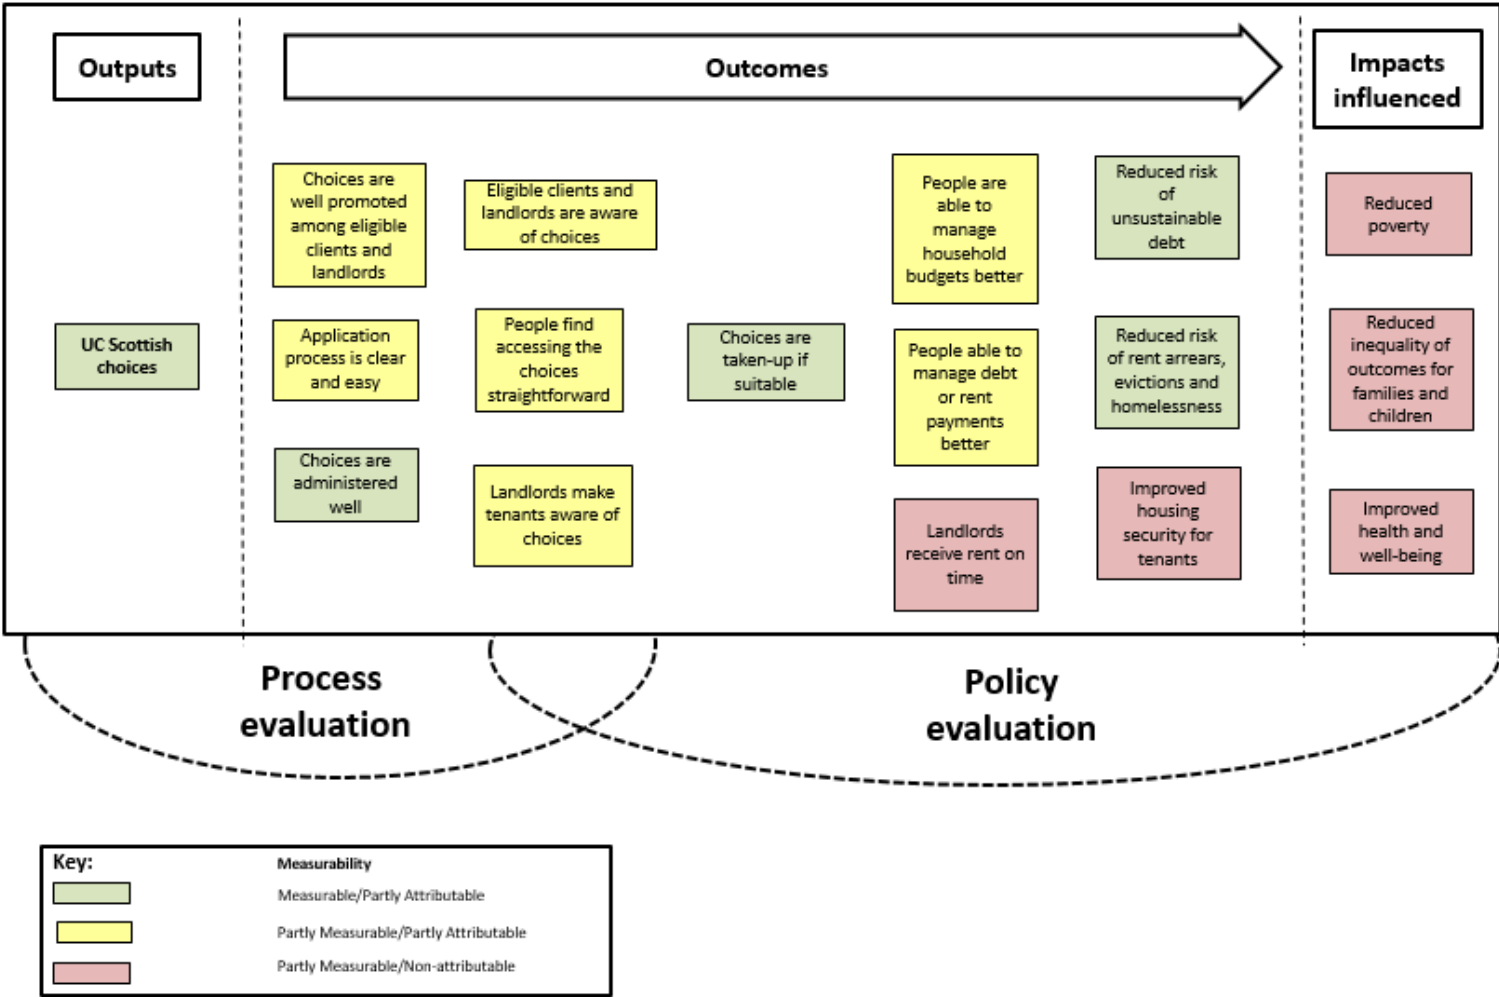 Outputs
Outcomes
Impacts
influenced
UC Scottish
choices
Choices are
well promoted
among eligible
clients and
landlords
Application
process is clear
and easy
Choices are
administered
well
Eligible clients and
landlords are aware
of choices
People find
accessing the
choices
straightforward
Landlords make
tenants aware of
choices
Choices are
taken-up if
suitable
People are
able to
manage
household
budgets better
People able to
manage debt
or rent
payments
better
Landlords
receive rent on
time
Reduced risk
of
unsustainable
debt
Reduced risk
of rent arrears,
evictions and
homelessness
Improved
housing
security for
tenants
Reduced
poverty
Reduced
inequality of
outcomes for
families and
children
Improved
health and
well-being
Process
evaluation
Policy
evaluation
Key:
Measurability
Measurable/Partly Attributable
Partly Measurable/Partly Attributable
Partly Measurable/Non-attributable